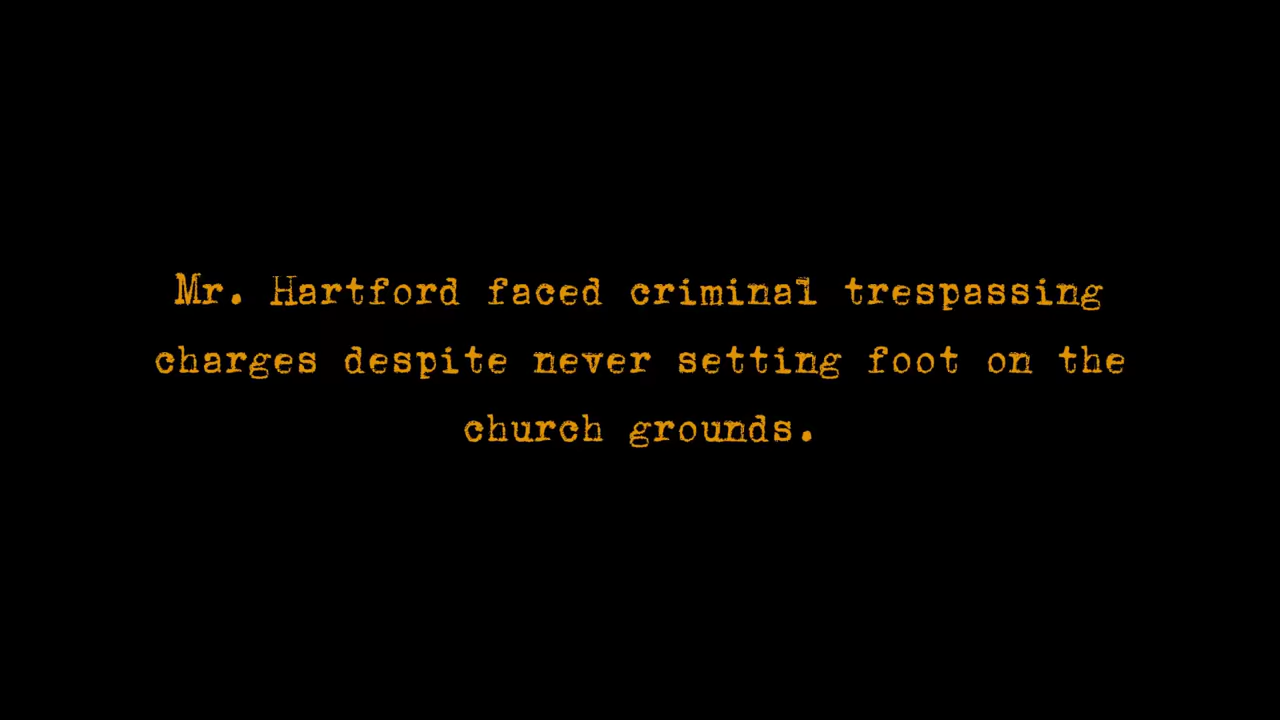 Mr. Hartford faced criminal trespassing
charges despite never setting foot on the
church grounds.